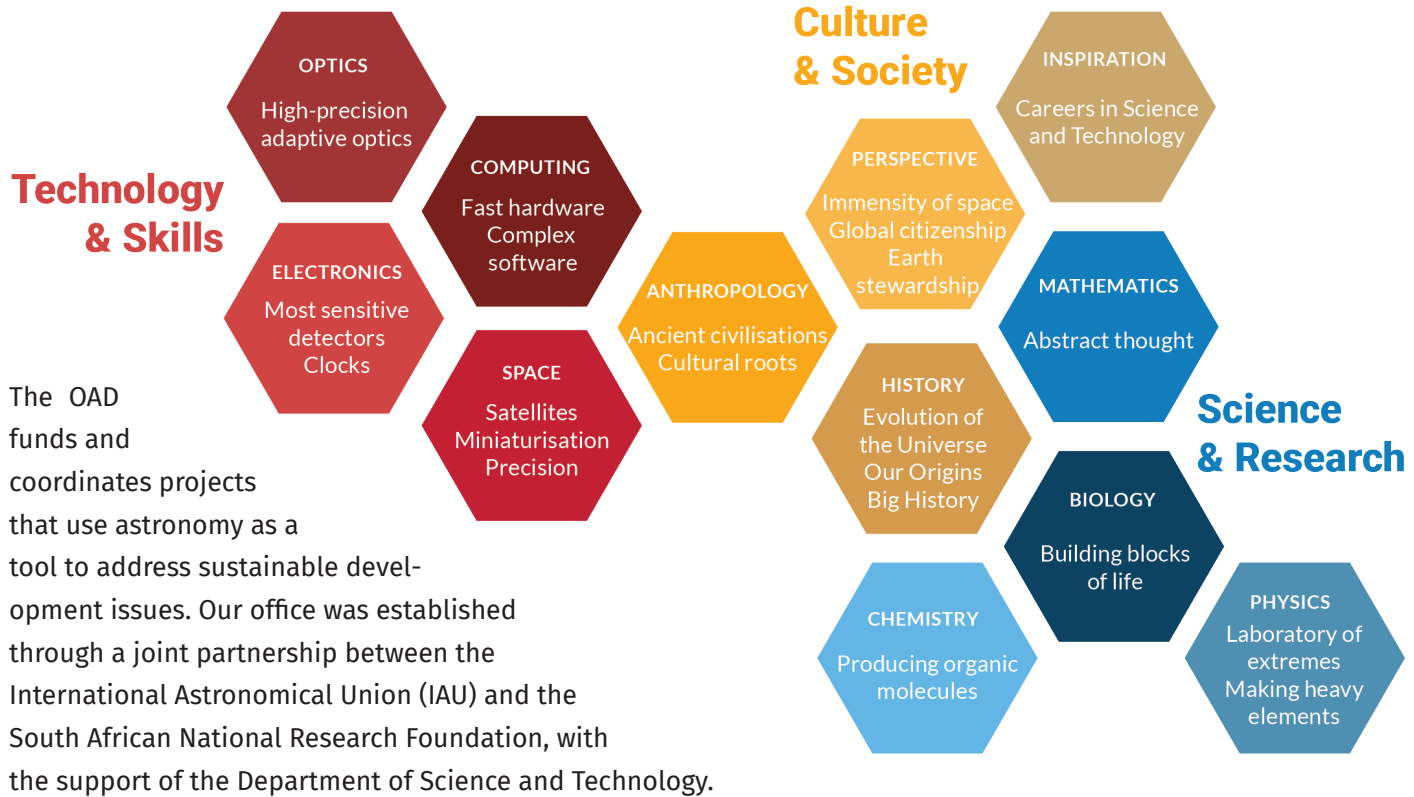 Technology
& Skills
OPTICS
High-precision
adaptive optics
COMPUTING
Fast hardware
Complex
software
ELECTRONICS
Most sensitive
detectors
Clocks
SPACE
Satellites
Miniaturisation
Precision
Culture
& Society
INSPIRATION
Careers in Science
and Technology
PERSPECTIVE
Immensity of space
Global citizenship
Earth
stewardship
ANTHROPOLOGY
Ancient civilisations
Cultural roots
HISTORY
Evolution of
the Universe
Our Origins
Big History
Science
& Research
MATHEMATICS
Abstract thought
BIOLOGY
Building blocks
of life
CHEMISTRY
Producing organic
molecules
PHYSICS
Laboratory of
extremes
Making heavy
elements
The OAD
funds and
coordinates projects
that use astronomy as a
tool to address sustainable devel-
opment issues. Our office was established
through a joint partnership between the
International Astronomical Union (IAU) and the
South African National Research Foundation, with
the support of the Department of Science and Technology.